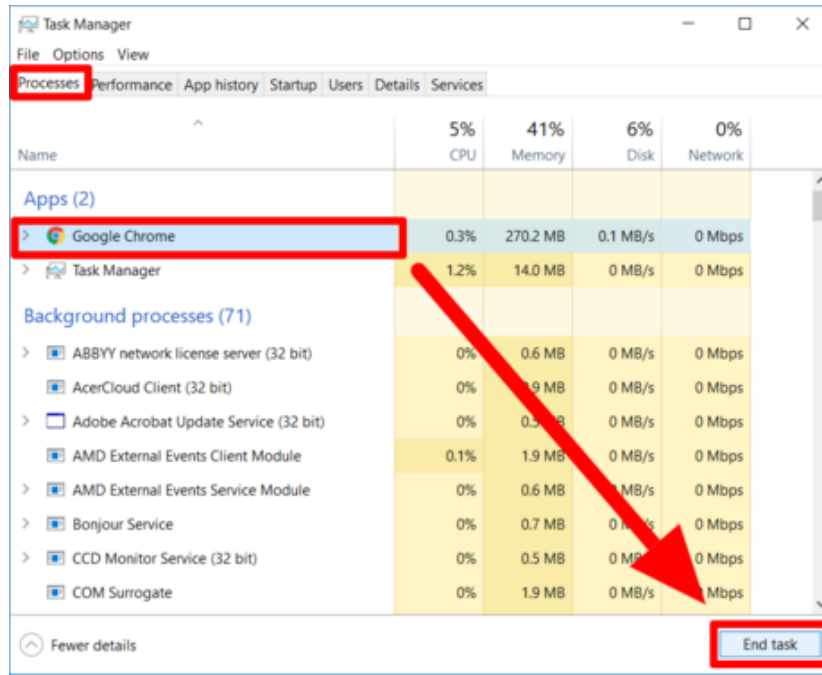 Task Manager
File Options View
Processes Performance App history Startup Users Details Services
5% 41% 6% 0%
Name CPU Memory Disk Network
Apps (2)
Google Chrome 0.3% 270.2 MB 0.1 MB/s 0 Mbps
Task Manager 1.2% 14.0 MB 0 MB/s 0 Mbps
Background processes (71)
ABBYY network license server (32 bit) 0% 0.6 MB 0 MB/s 0 Mbps
AcerCloud Client (32 bit) 0% MB 0 MB/s 0 Mbps
Adobe Acrobat Update Service (32 bit) 0% MB 0 MB/s 0 Mbps
AMD External Events Client Module 0.1% 1.9 MB 0 MB/s 0 Mbps
AMD External Events Service Module 0% 0.6 MB MB/s 0 Mbps
Bonjour Service 0% 0.7 MB 0 0 Mbps
CCD Monitor Service (32 bit) 0% 0.5 MB 0 0 Mbps
COM Surrogate 0% 1.9 MB 0 MB/s Mbps
Fewer details End task